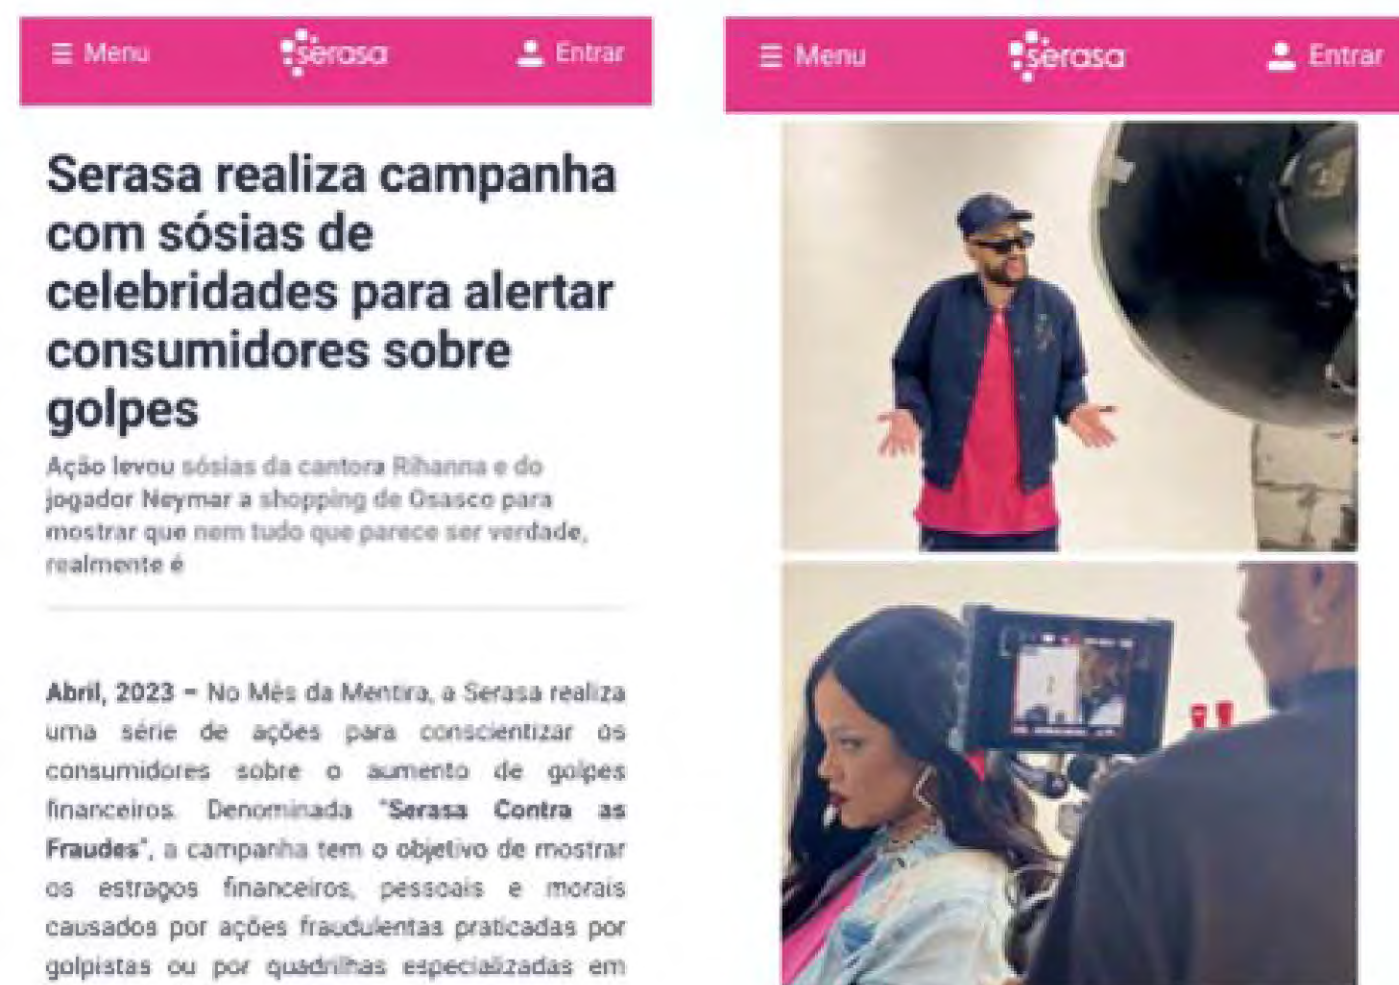 Menu
serasa
Entrar
Serasa realiza campanha
com sósias de
celebridades para alertar
consumidores sobre
golpes
Ação levou sósias da cantora Rihanna e do
jogador Neymar a shopping de Osasco para
mostrar que nem tudo que parece ser verdade,
realmente é
Abril, 2023 – No Mês da Mentira, a Serasa realiza
uma série de ações para conscientizar os
consumidores sobre o aumento de golpes
financeiros. Denominada "Serasa Contra as
Fraudes", a campanha tem o objetivo de mostrar
os estragos financeiros, pessoais e morais
causados por ações fraudulentas praticadas por
golpistas ou por quadrilhas especializadas em
Menu
serasa
Entrar